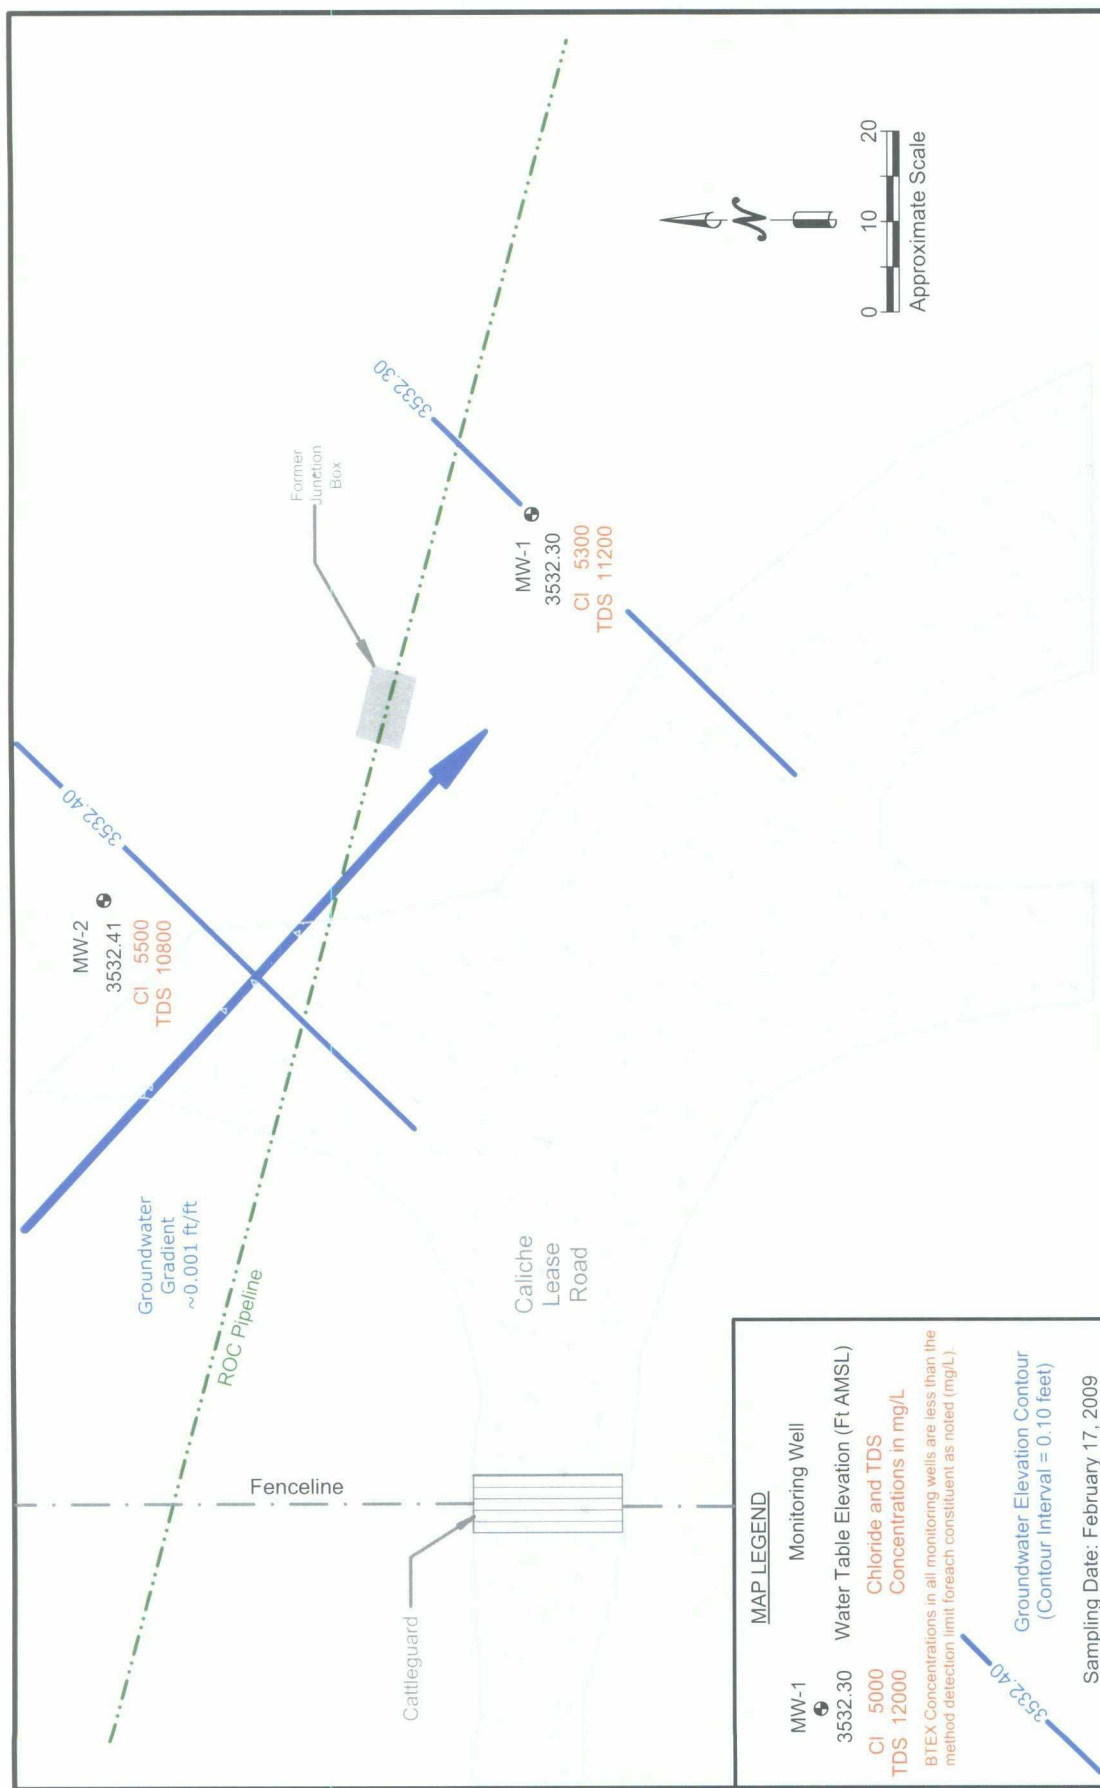 3532.40
MW-2
3532.41
Cl 5500
TDS 10800
Groundwater
Gradient
~0.001 ft/ft
ROC Pipeline
Former
Junction
Box
3532.30
MW-1
3532.30
Cl 5300
TDS 11200
N
0 10 20
Approximate Scale
Fenceline
Cattleguard
Caliche
Lease
Road
MAP LEGEND
MW-1 Monitoring Well
3532.30 Water Table Elevation (Ft AMSL)
Cl 5000 Chloride and TDS
TDS 12000 Concentrations in mg/L
BTEX Concentrations in all monitoring wells are less than the
method detection limit foreach constituent as noted (mg/L).
3532.40
Groundwater Elevation Contour
(Contour Interval = 0.10 feet)
Sampling Date: February 17, 2009